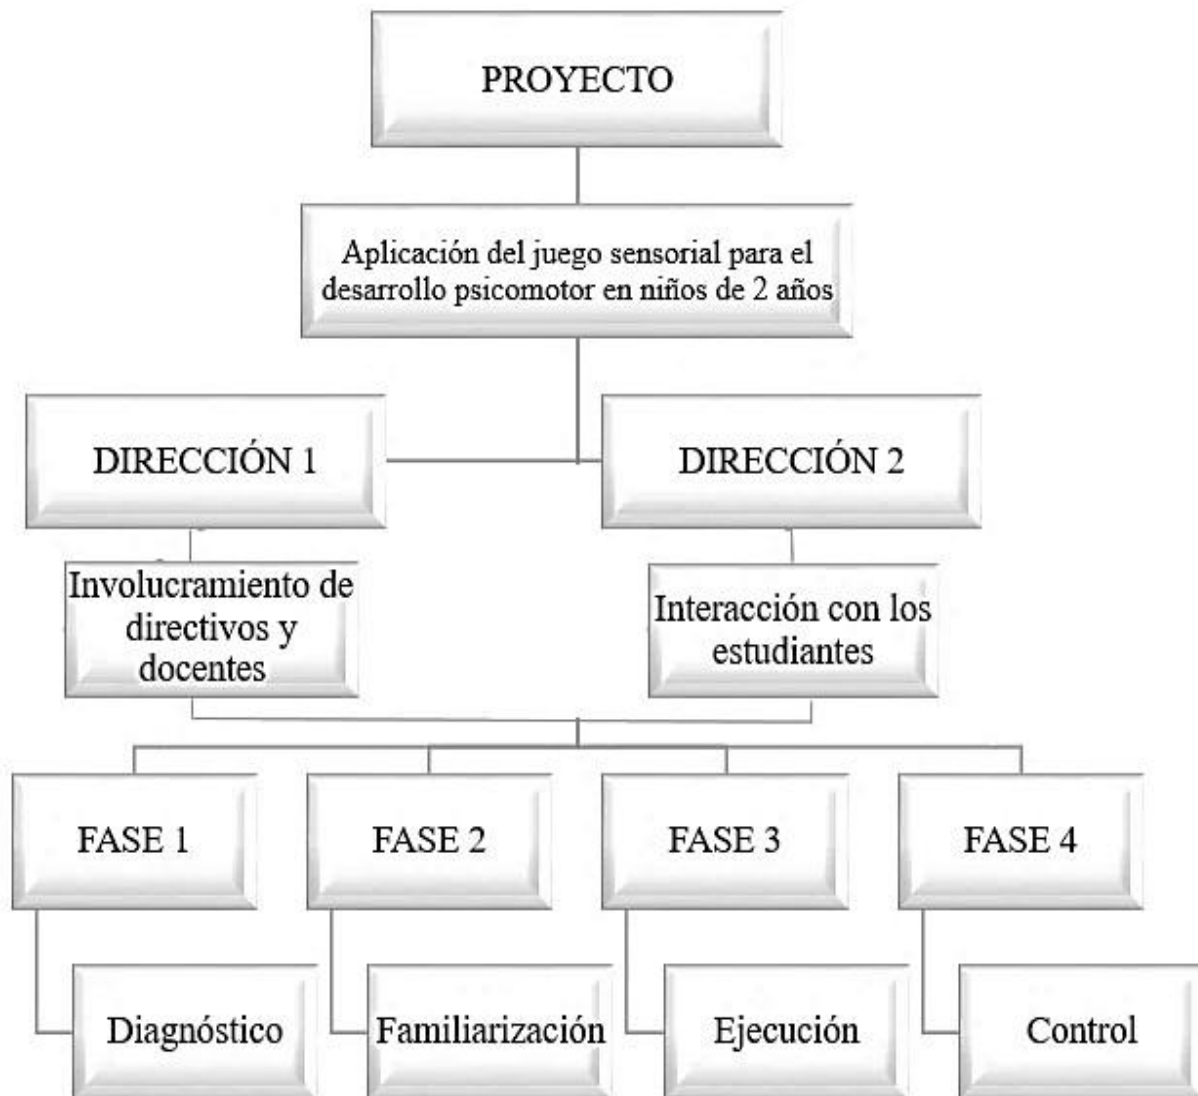 PROYECTO
Aplicación del juego sensorial para el
desarrollo psicomotor en niños de 2 años
DIRECCIÓN 1
DIRECCIÓN 2
Involucramiento de
directivos y
docentes
Interacción con los
estudiantes
FASE 1
FASE 2
FASE 3
FASE 4
Diagnóstico
Familiarización
Ejecución
Control